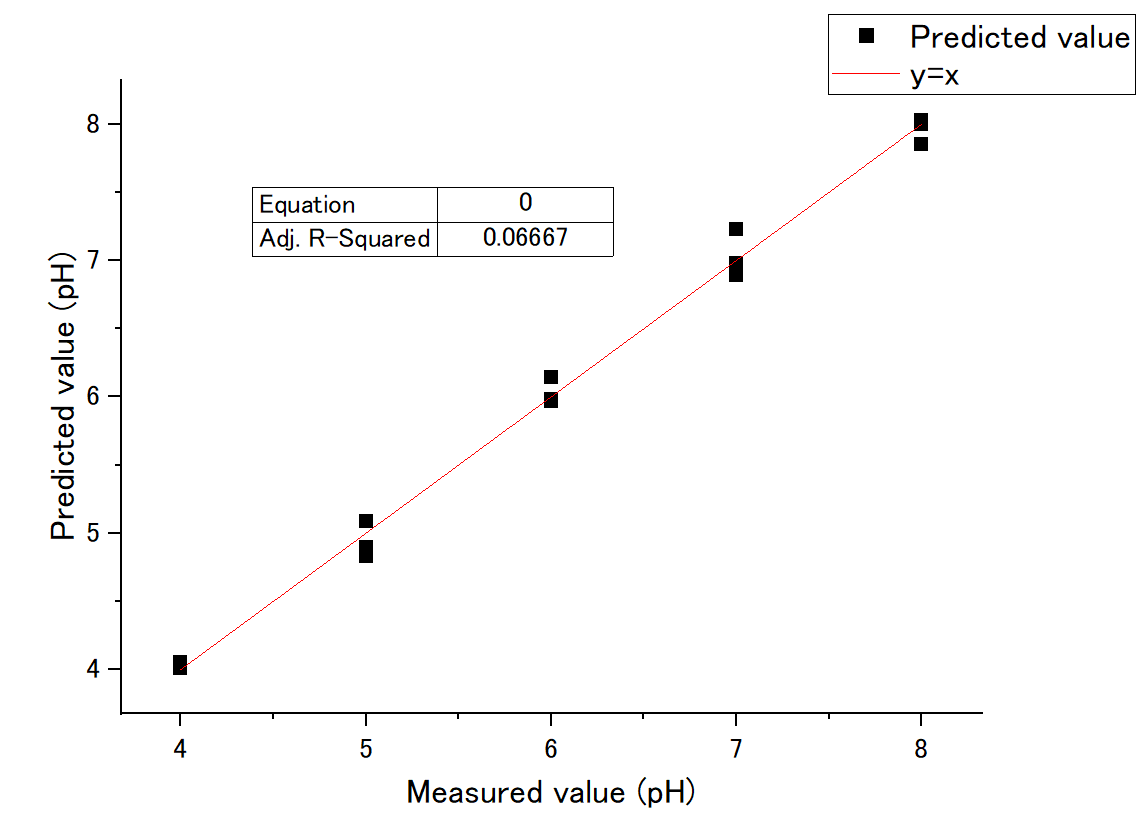 Predicted value
y=x
8
7
6
5
4
Equation 0
Adj. R-Squared 0.06667
Predicted value (pH)
4 5 6 7 8
Measured value (pH)